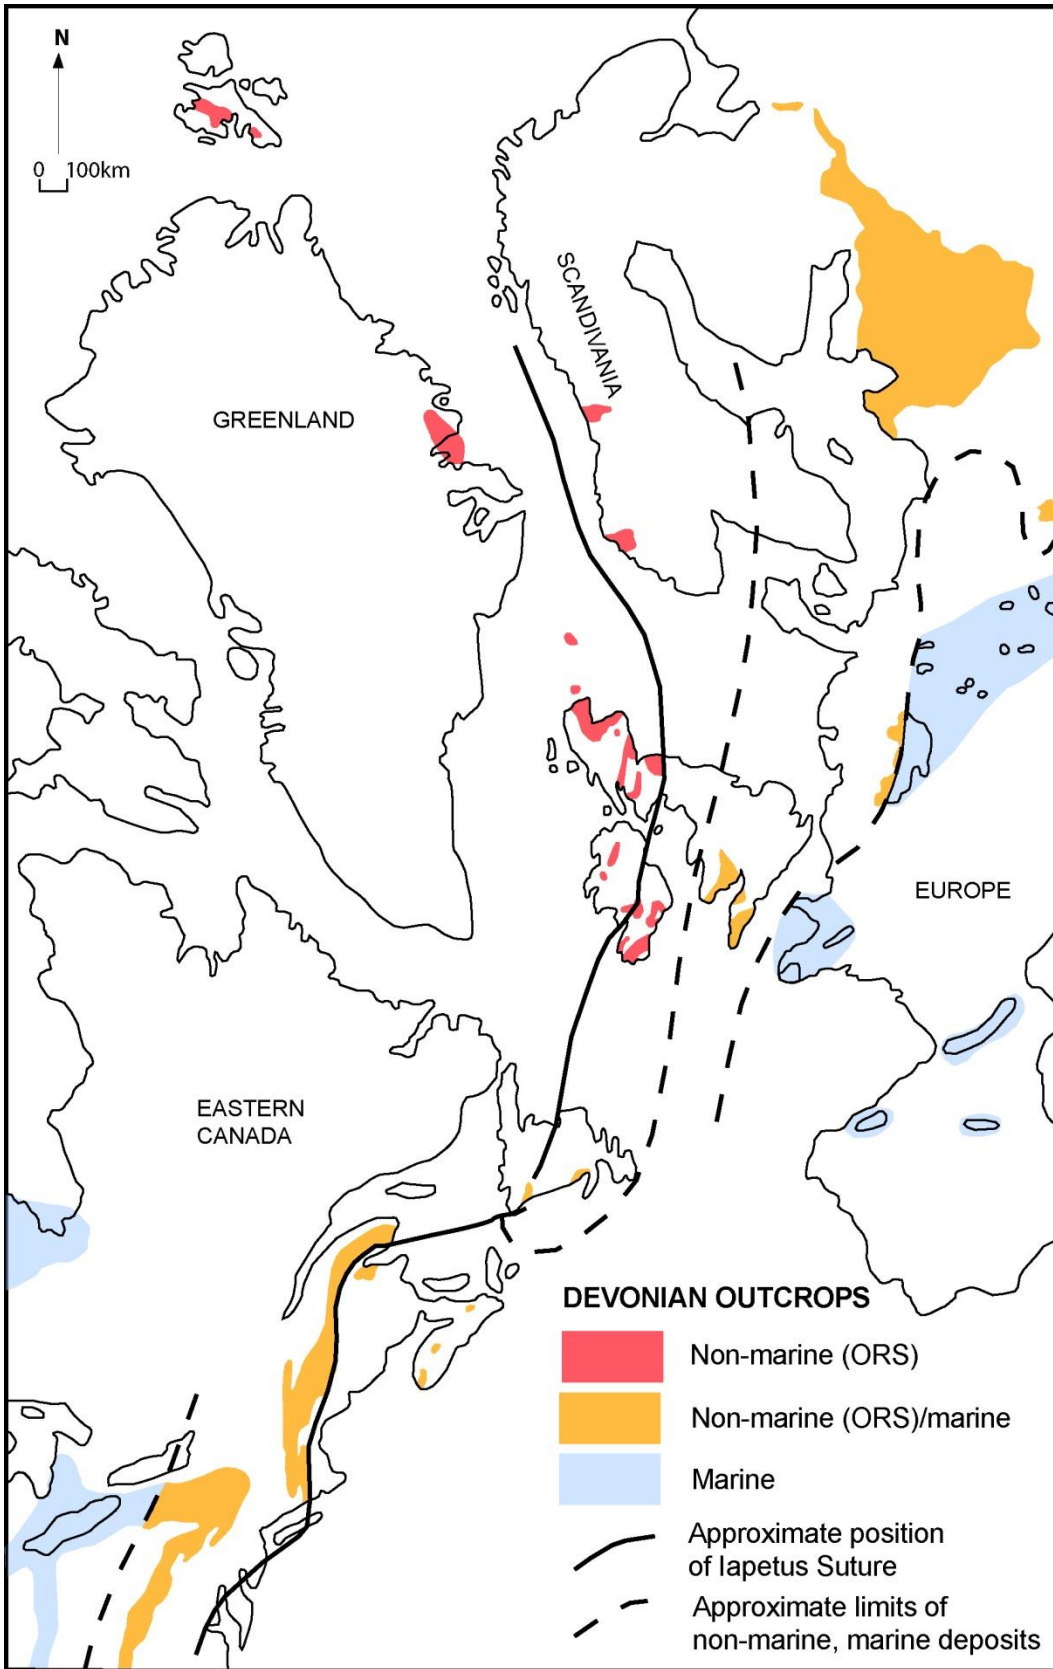 N
0 100km
SCANDIVANIA
GREENLAND
EUROPE
EASTERN
CANADA
DEVONIAN OUTCROPS
Non-marine (ORS)
Non-marine (ORS)/marine
Marine
Approximate position
of Iapetus Suture
Approximate limits of
non-marine, marine deposits